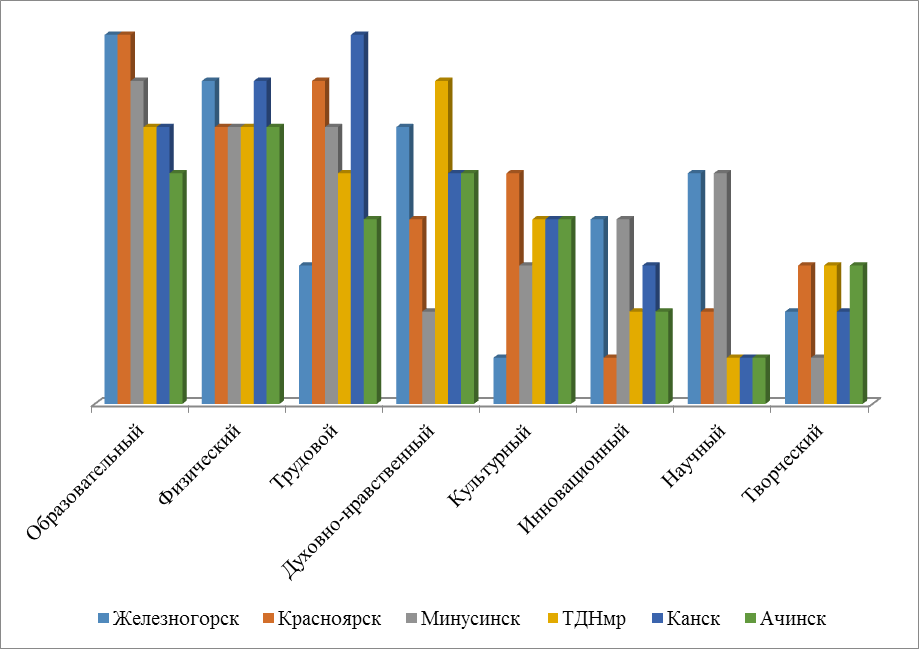 Образовательный
Физический
Трудовой
Духовно-нравственный
Культурный
Инновационный
Научный
Творческий
Железногорск Красноярск Минусинск ТДНмр Канск Ачинск